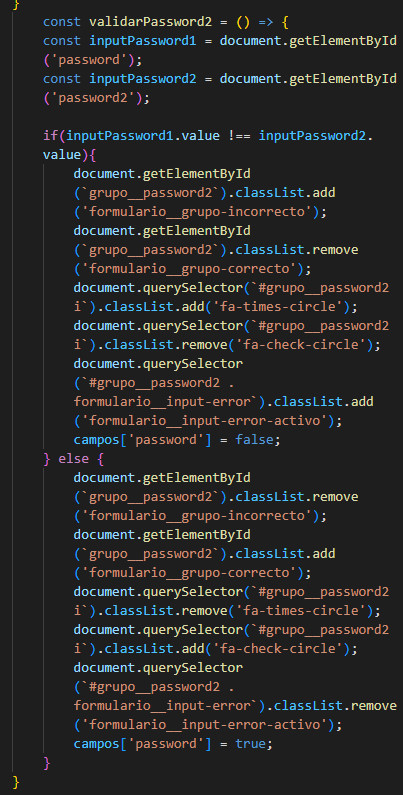 }
const validarPassword2 = () => {
const inputPassword1 = document.getElementById
('password');
const inputPassword2 = document.getElementById
('password2');
if(inputPassword1.value !== inputPassword2.
value){
document.getElementById
(`grupo__password2`).classList.add
('formulario__grupo-incorrecto');
document.getElementById
(`grupo__password2`).classList.remove
('formulario__grupo-correcto');
document.querySelector(`#grupo__password2
i`).classList.add('fa-times-circle');
document.querySelector(`#grupo__password2
i`).classList.remove('fa-check-circle');
document.querySelector
(`#grupo__password2 .
formulario__input-error`).classList.add
('formulario__input-error-activo');
campos['password'] = false;
} else {
document.getElementById
(`grupo__password2`).classList.remove
('formulario__grupo-incorrecto');
document.getElementById
(`grupo__password2`).classList.add
('formulario__grupo-correcto');
document.querySelector(`#grupo__password2
i`).classList.remove('fa-times-circle');
document.querySelector(`#grupo__password2
i`).classList.add('fa-check-circle');
document.querySelector
(`#grupo__password2 .
formulario__input-error`).classList.remove
('formulario__input-error-activo');
campos['password'] = true;
}
}